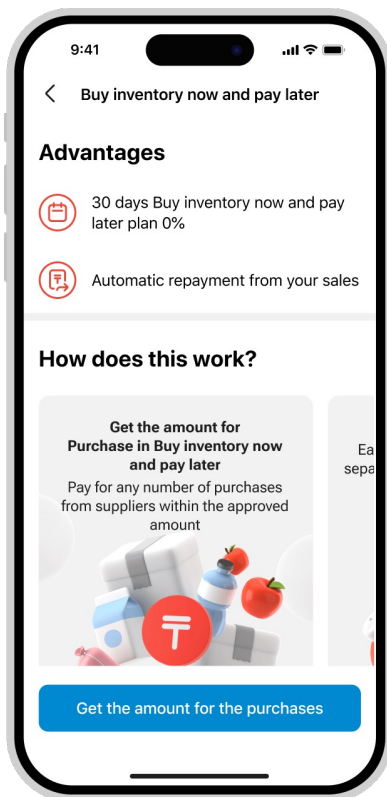 9:41
Buy inventory now and pay later
Advantages
30 days Buy inventory now and pay
later plan 0%
Automatic repayment from your sales
How does this work?
Get the amount for
Purchase in Buy inventory now
and pay later
Pay for any number of purchases
from suppliers within the approved
amount
Ea
sepa
₸
Get the amount for the purchases